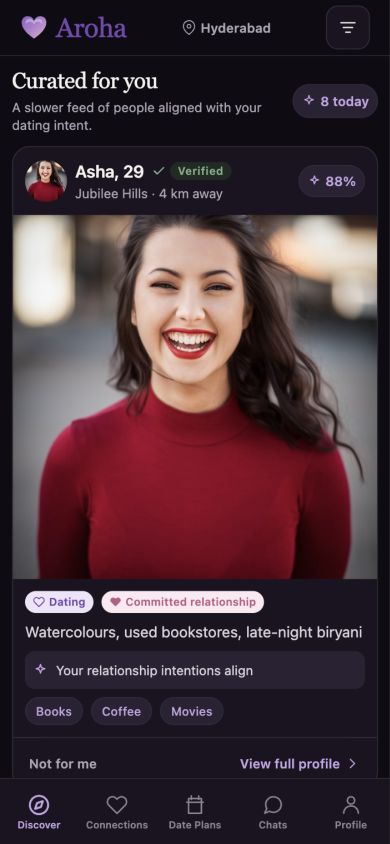 Aroha
Hyderabad
Curated for you
A slower feed of people aligned with your
dating intent.
8 today
Asha, 29
Verified
Jubilee Hills · 4 km away
88%
Dating
Committed relationship
Watercolours, used bookstores, late-night biryani
Your relationship intentions align
Books
Coffee
Movies
Not for me
View full profile
Discover
Connections
Date Plans
Chats
Profile